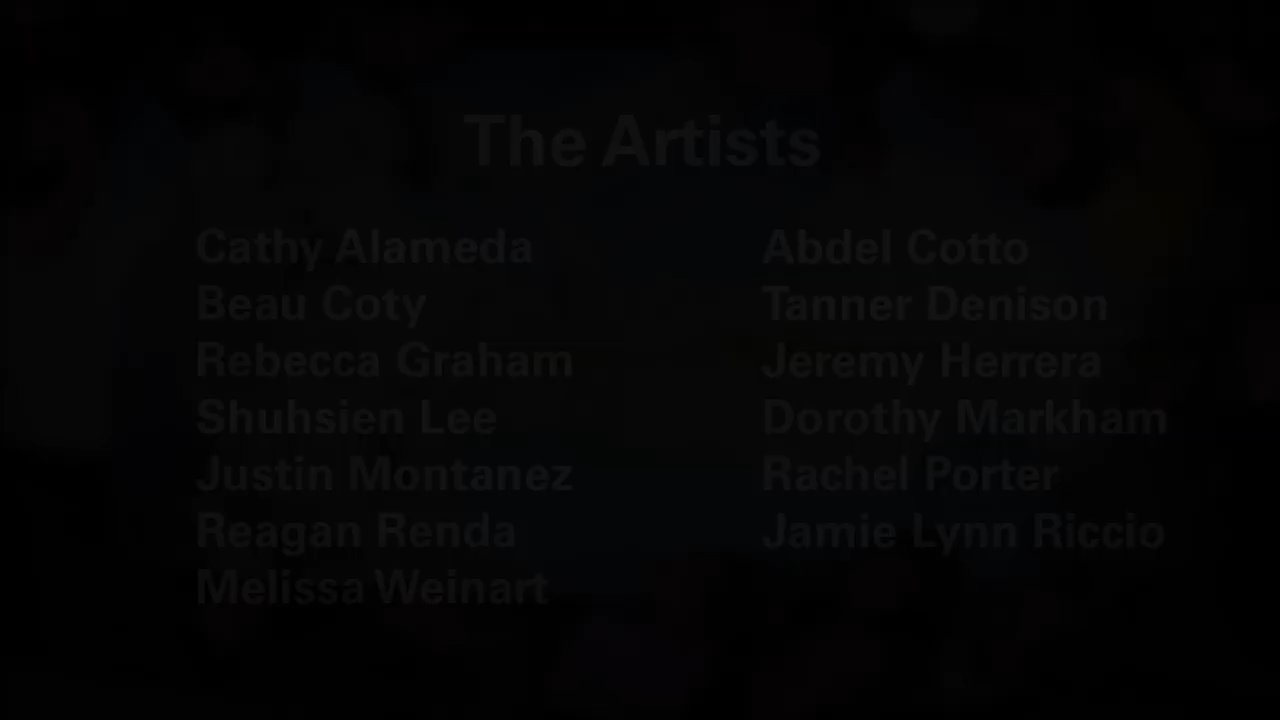 The Artists
Cathy Alameda
Beau Coty
Rebecca Graham
Shuhsien Lee
Justin Montanez
Reagan Renda
Melissa Weinart
Abdel Cotto
Tanner Denison
Jeremy Herrera
Dorothy Markham
Rachel Porter
Jamie Lynn Riccio